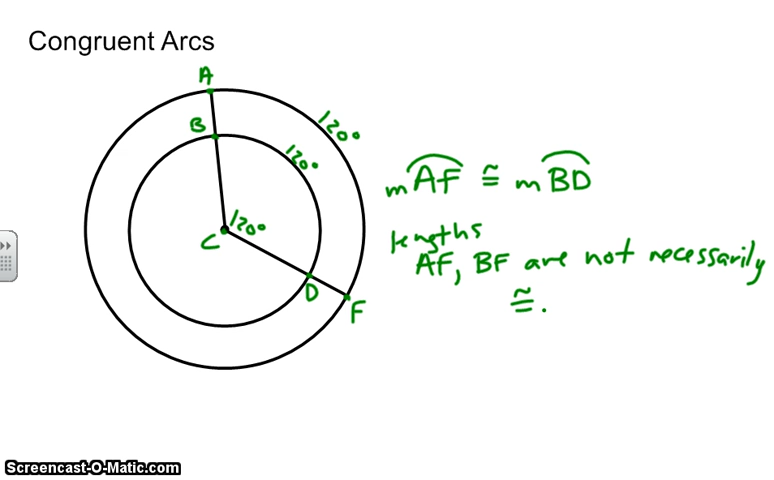 Congruent Arcs
A
B
120°
120°
120°
C
D
F
mAF ≅ mBD
lengths
AF, BF are not necessarily
≅.
Screencast-O-Matic.com